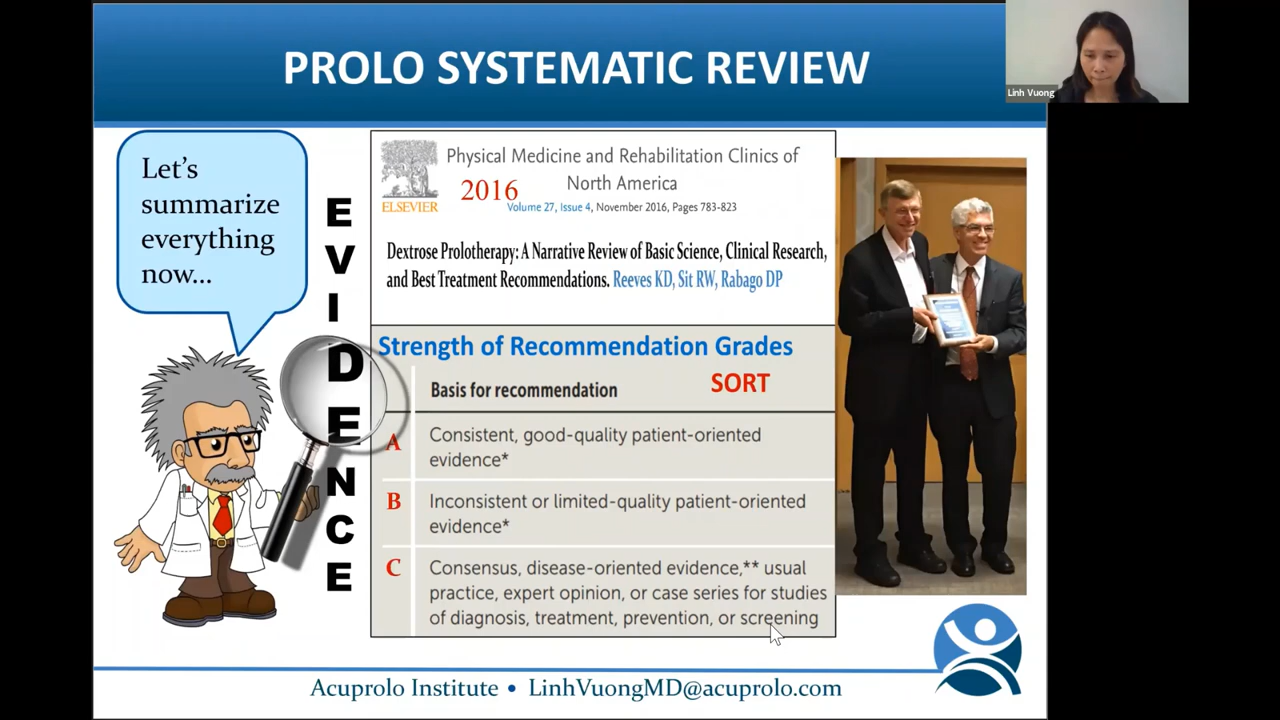 PROLO SYSTEMATIC REVIEW
Linh Vuong
Let's
summarize
everything
now...
EVIDENCE
ELSEVIER
Physical Medicine and Rehabilitation Clinics of
North America
2016
Volume 27, Issue 4, November 2016, Pages 783-823
Dextrose Prolotherapy: A Narrative Review of Basic Science, Clinical Research,
and Best Treatment Recommendations. Reeves KD, Sit RW, Rabago DP
Strength of Recommendation Grades
Basis for recommendation
SORT
A
Consistent, good-quality patient-oriented
evidence*
B
Inconsistent or limited-quality patient-oriented
evidence*
C
Consensus, disease-oriented evidence,** usual
practice, expert opinion, or case series for studies
of diagnosis, treatment, prevention, or screening
Acuprolo Institute • LinhVuongMD@acuprolo.com